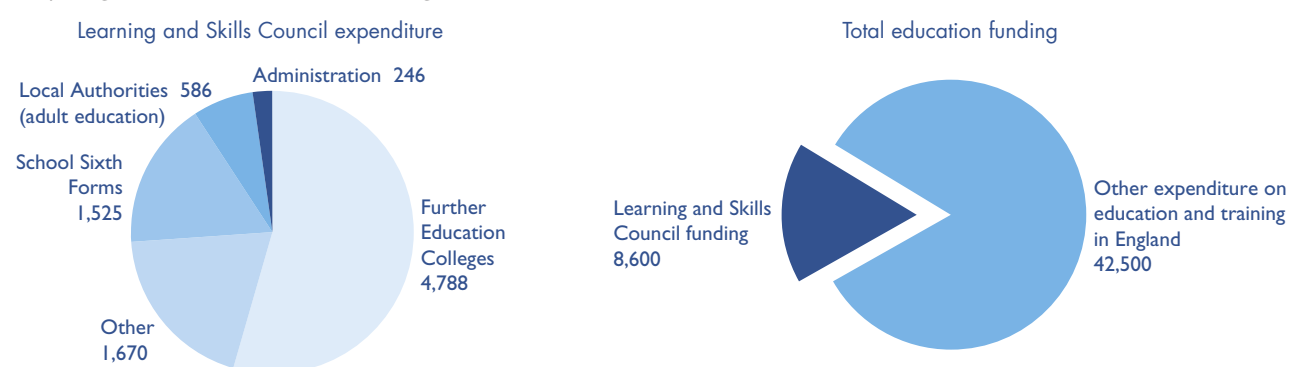 Learning and Skills Council expenditure
Administration 246
Local Authorities 586
(adult education)
School Sixth
Forms
1,525
Further
Education
Colleges
4,788
Other
1,670
Total education funding
Learning and Skills
Council funding
8,600
Other expenditure on
education and training
in England
42,500